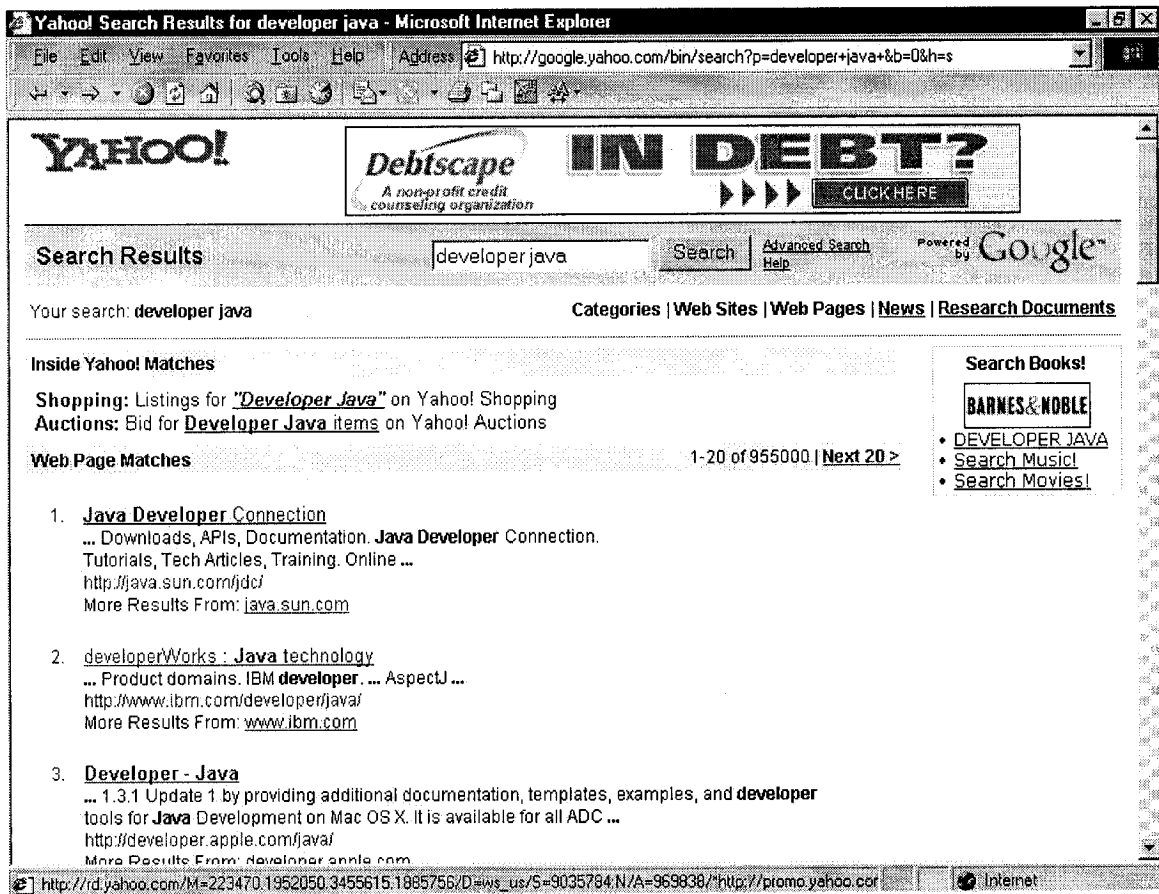 Yahoo! Search Results for developer java - Microsoft Internet Explorer
File Edit View Favorites Tools Help Address http://google.yahoo.com/bin/search?p=developer+java+&b=0&h=s
YAHOO!
Debtscape
A non-profit credit
counseling organization
IN DEBT?
CLICK HERE
Search Results
developer java
Search
Advanced Search
Help
Powered by Google™
Your search: developer java
Categories | Web Sites | Web Pages | News | Research Documents
Inside Yahoo! Matches
Shopping: Listings for "Developer Java" on Yahoo! Shopping
Auctions: Bid for Developer Java items on Yahoo! Auctions
Search Books!
BARNES&NOBLE
• DEVELOPER JAVA
• Search Music!
• Search Movies!
Web Page Matches
1-20 of 955000 | Next 20 >
1. Java Developer Connection
... Downloads, APIs, Documentation. Java Developer Connection.
Tutorials, Tech Articles, Training. Online ...
http://java.sun.com/jdc/
More Results From: java.sun.com
2. developerWorks : Java technology
... Product domains. IBM developer. ... AspectJ ...
http://www.ibm.com/developer/java/
More Results From: www.ibm.com
3. Developer - Java
... 1.3.1 Update 1 by providing additional documentation, templates, examples, and developer
tools for Java Development on Mac OS X. It is available for all ADC ...
http://developer.apple.com/java/
More Results From: developer.apple.com
http://rd.yahoo.com/M=223470.1952050.3455615.1885756/D=ws_us/S=9035784:N/A=969838/*http://promo.yahoo.cor
Internet